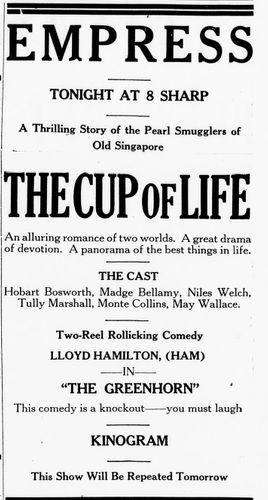 EMPRESS
TONIGHT AT 8 SHARP
A Thrilling Story of the Pearl Smugglers of
Old Singapore
THE CUP OF LIFE
An alluring romance of two worlds. A great drama
of devotion. A panorama of the best things in life.
THE CAST
Hobart Bosworth, Madge Bellamy, Niles Welch,
Tully Marshall, Monte Collins, May Wallace.
Two-Reel Rollicking Comedy
LLOYD HAMILTON, (HAM)
—IN—
"THE GREENHORN"
This comedy is a knockout——you must laugh
KINOGRAM
This Show Will Be Repeated Tomorrow